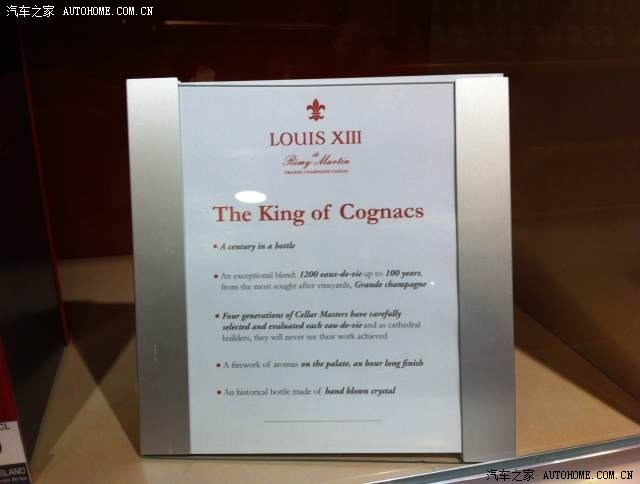 汽车之家 AUTOHOME.COM.CN
LOUIS XIII
de
Rémy Martin
GRANDE CHAMPAGNE COGNAC
The King of Cognacs
• A century in a bottle
• An exceptional blend: 1200 eaux-de-vie up to 100 years,
from the most sought after vineyards, Grande champagne
• Four generations of Cellar Masters have carefully
selected and evaluated each eau-de-vie and as cathedral
builders, they will never see their work achieved
• A firework of aromas on the palate, an hour long finish
• An historical bottle made of hand blown crystal
CL
汽车之家 AUTOHOME.COM.CN